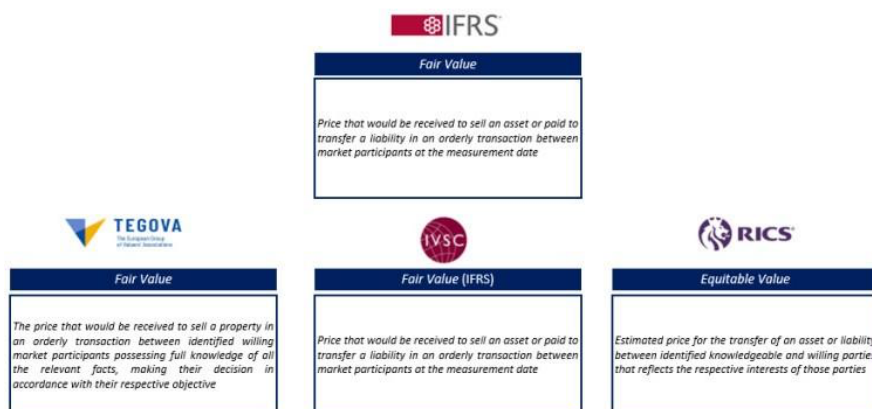 IFRS
Fair Value
Price that would be received to sell an asset or paid to
transfer a liability in an orderly transaction between
market participants at the measurement date
TEGOVA
The European Group
of Valuers' Associations
IVSC
RICS
Fair Value
Fair Value (IFRS)
Equitable Value
The price that would be received to sell a property in
an orderly transaction between identified willing
market participants possessing full knowledge of all
the relevant facts, making their decision in
accordance with their respective objective
Price that would be received to sell an asset or paid to
transfer a liability in an orderly transaction between
market participants at the measurement date
Estimated price for the transfer of an asset or liability
between identified knowledgeable and willing parties
that reflects the respective interests of those parties